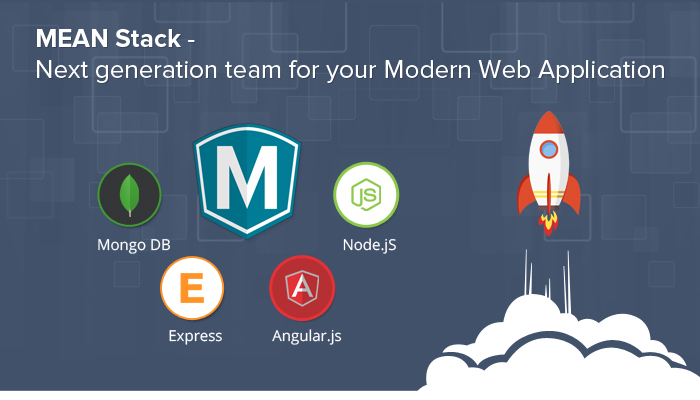 MEAN Stack -
Next generation team for your Modern Web Application
M
JS
Mongo DB
Node.jS
E
A
Express
Angular.js